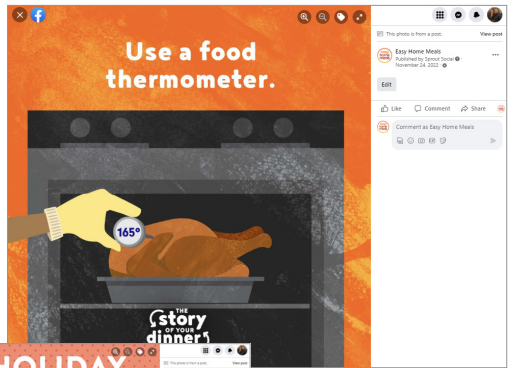 Use a food
thermometer.
165°
THE
story
OF YOUR
dinner
This photo is from a post.
View post
Easy Home Meals
Published by Sprout Social
November 24, 2022
Edit
Like
Comment
Share
Comment as Easy Home Meals
GIF
HOLIDAY
This photo is from a post.
View post